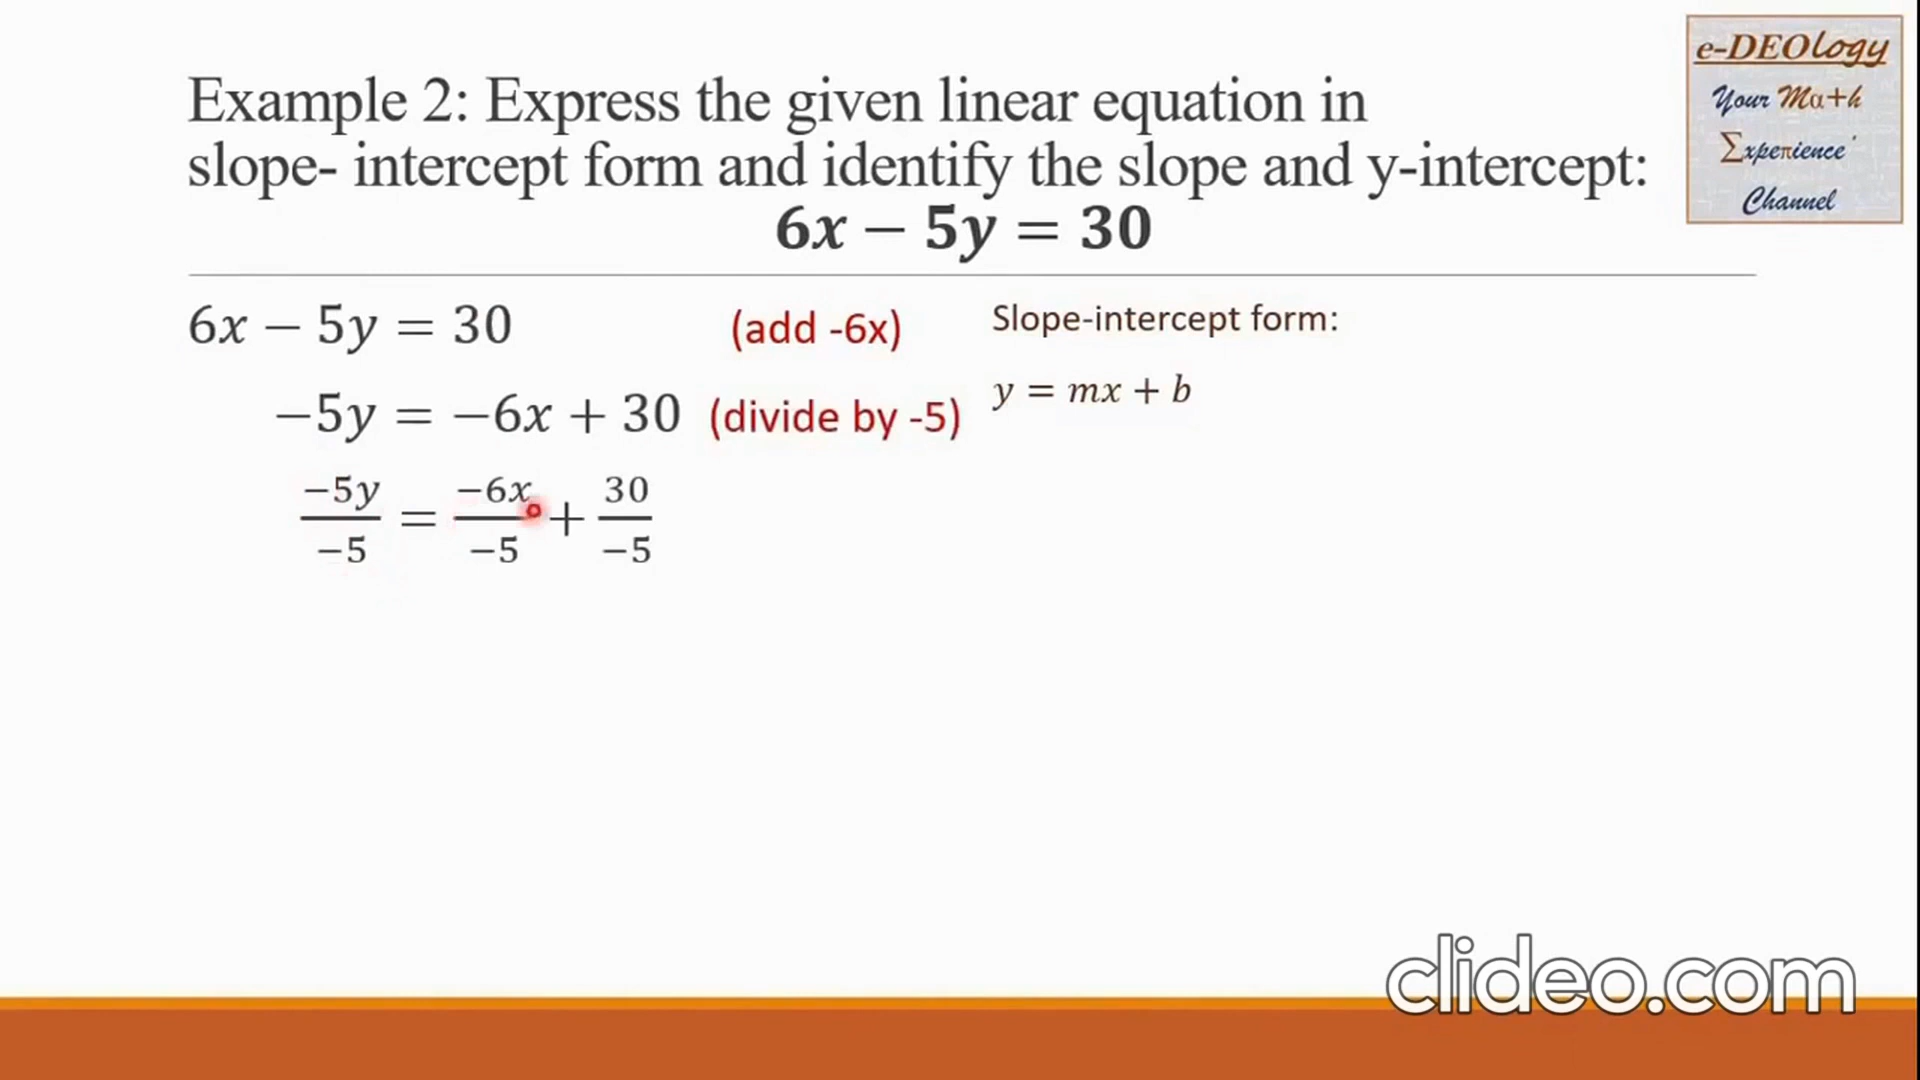 Example 2: Express the given linear equation in
slope- intercept form and identify the slope and y-intercept:
6x − 5y = 30
e-DEOlogy
Your Mα+h
Σxpeπience
Channel
6x − 5y = 30 (add -6x)
−5y = −6x + 30 (divide by -5)
−5y/−5 = −6x/−5 + 30/−5
Slope-intercept form:
y = mx + b
clideo.com